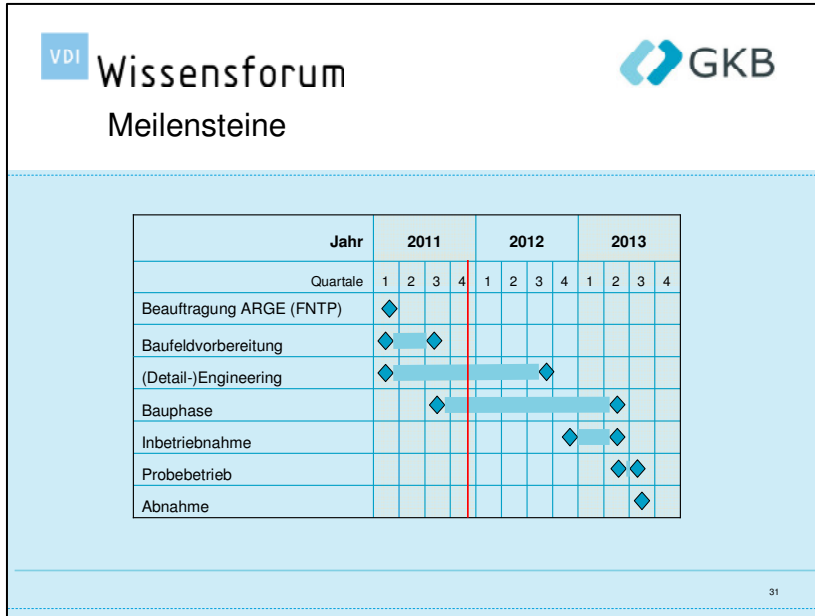 VDI Wissensforum
GKB
Meilensteine
Jahr 2011 2012 2013
Quartale 1 2 3 4 1 2 3 4 1 2 3 4
Beauftragung ARGE (FNTP)
Baufeldvorbereitung
(Detail-)Engineering
Bauphase
Inbetriebnahme
Probebetrieb
Abnahme
31